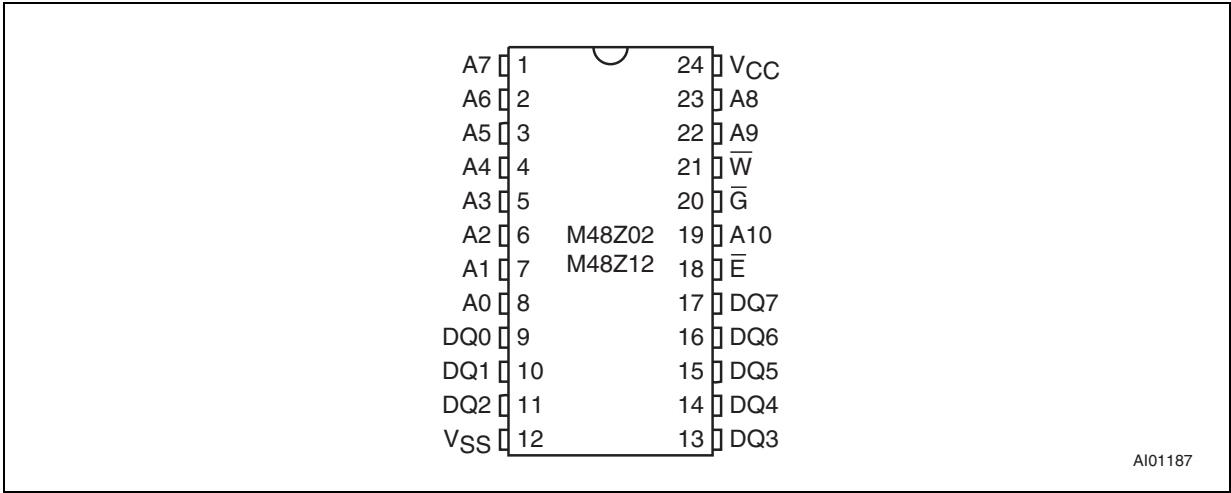 A7 1 24 VCC
A6 2 23 A8
A5 3 22 A9
A4 4 21 W̅
A3 5 20 G̅
A2 6 M48Z02 19 A10
A1 7 M48Z12 18 E̅
A0 8 17 DQ7
DQ0 9 16 DQ6
DQ1 10 15 DQ5
DQ2 11 14 DQ4
VSS 12 13 DQ3
AI01187